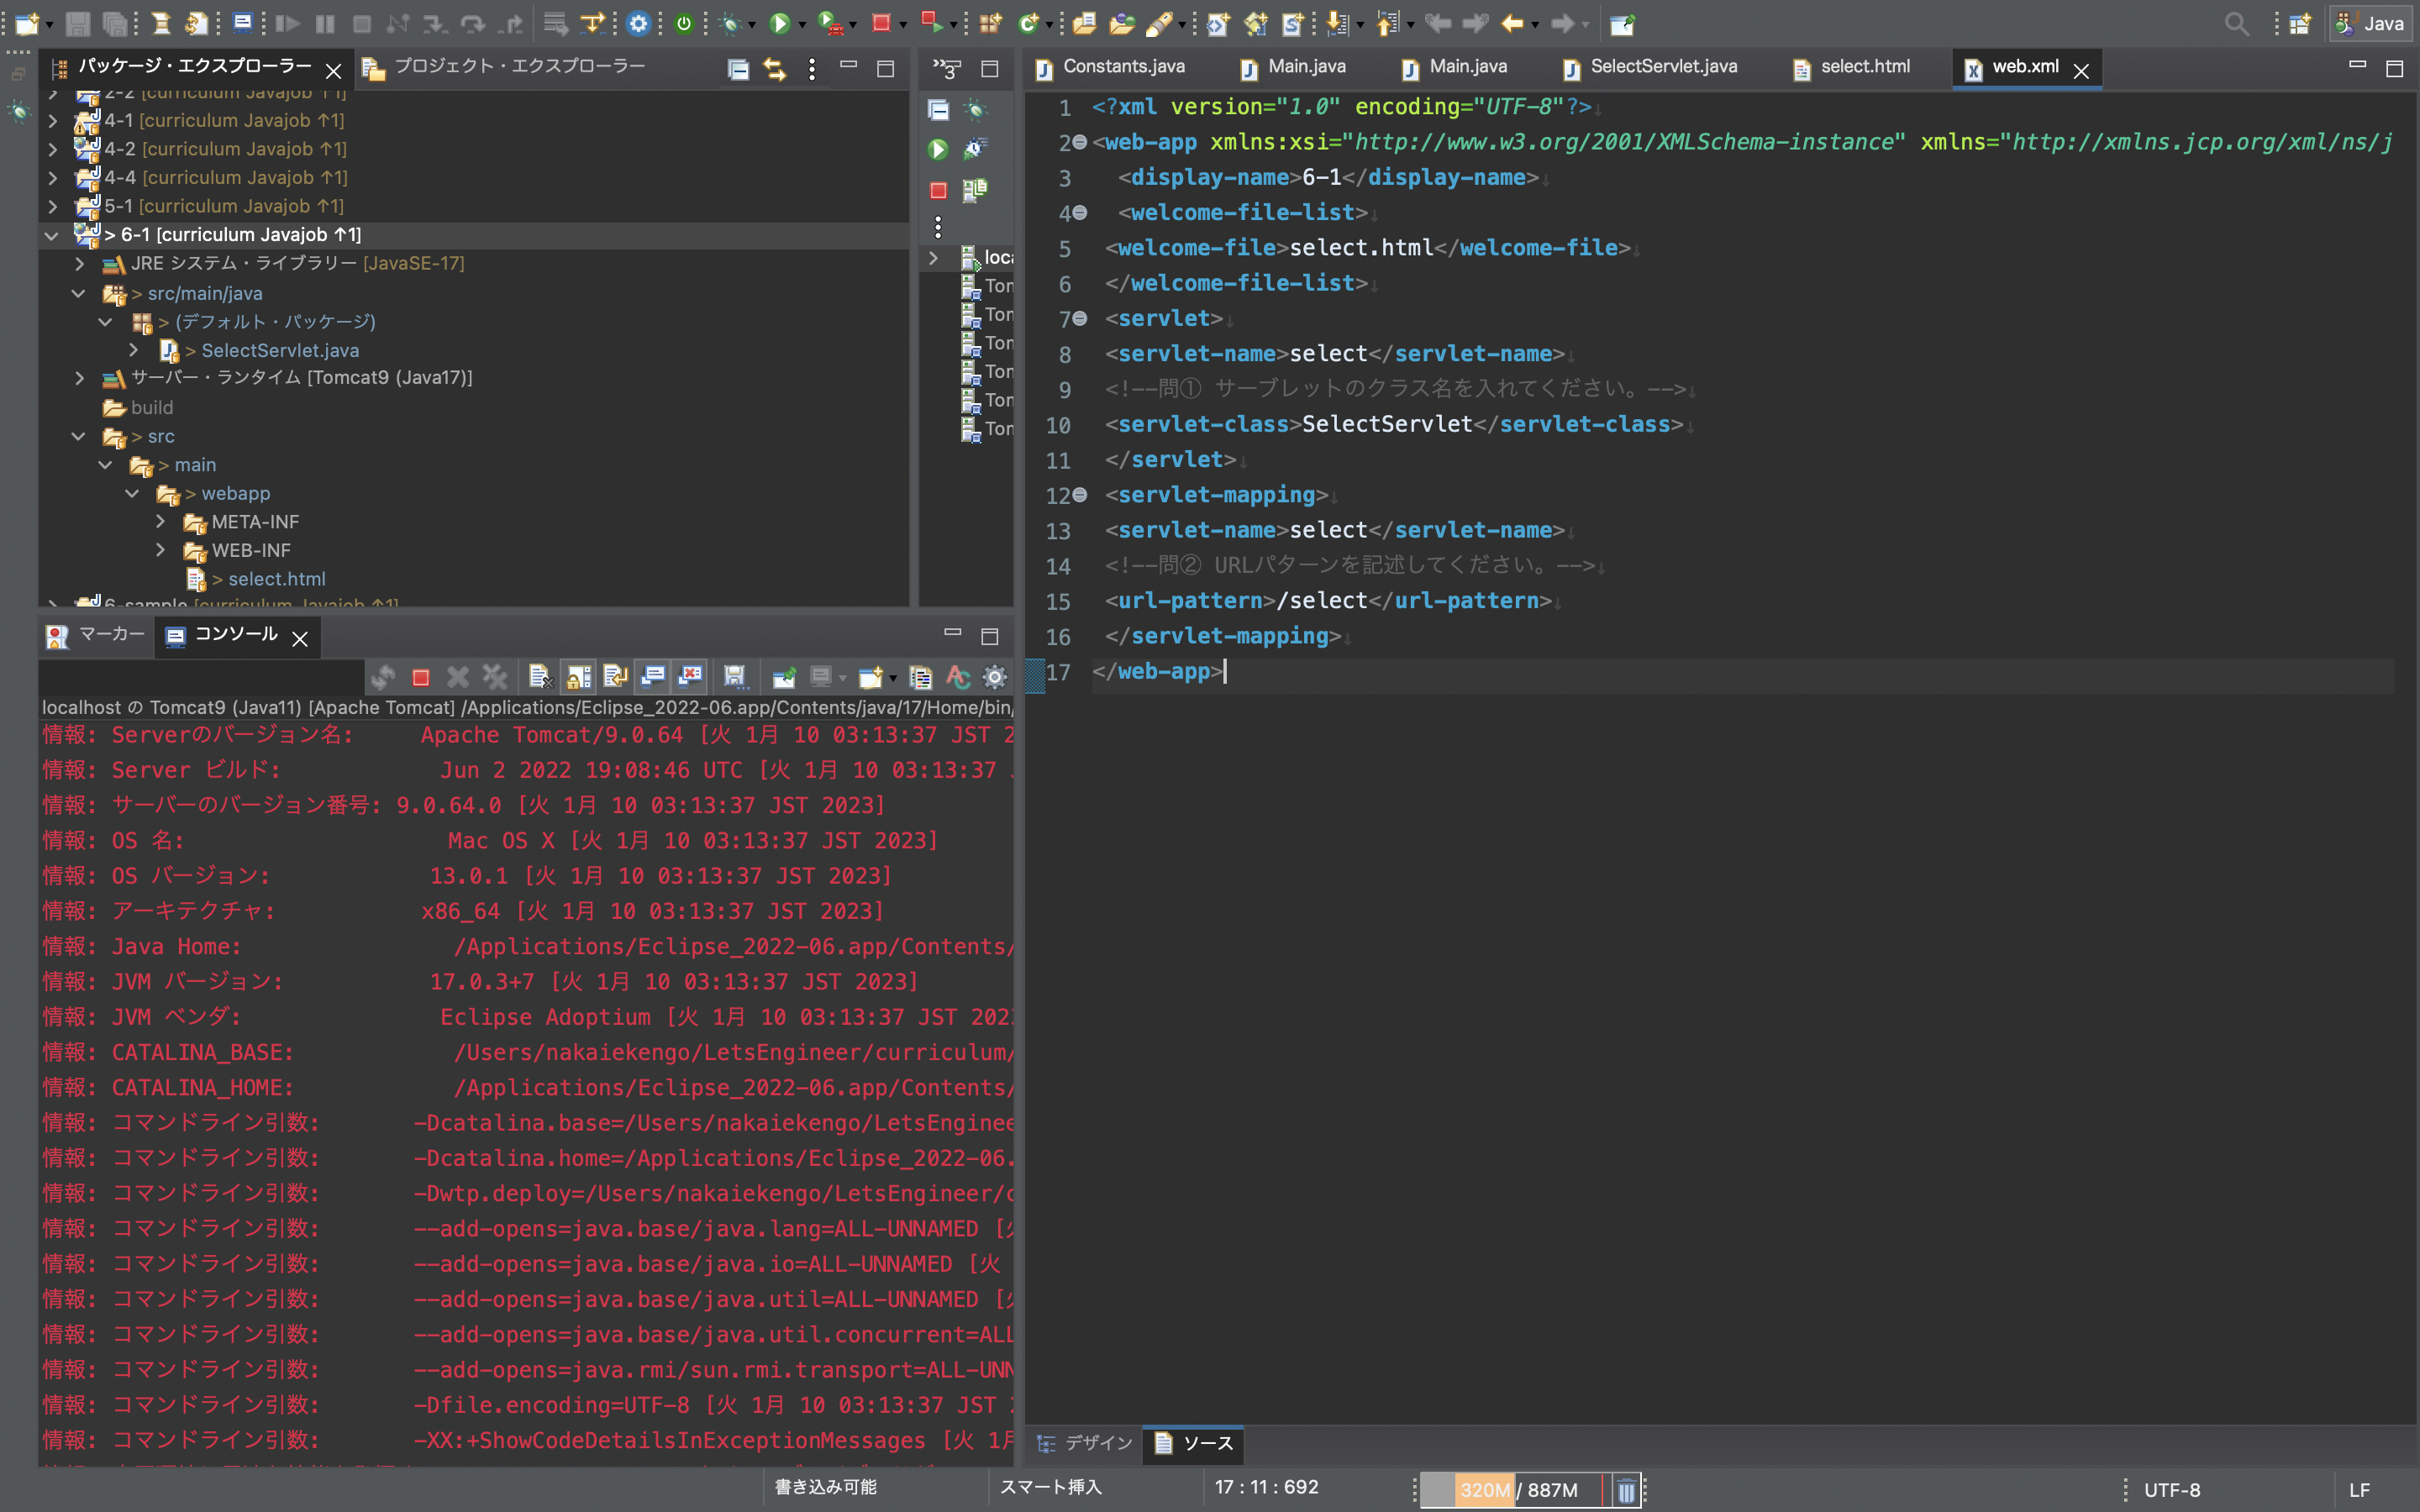 Java
パッケージ・エクスプローラー
プロジェクト・エクスプローラー
2-2 [curriculum Javajob ↑1]
4-1 [curriculum Javajob ↑1]
4-2 [curriculum Javajob ↑1]
4-4 [curriculum Javajob ↑1]
5-1 [curriculum Javajob ↑1]
> 6-1 [curriculum Javajob ↑1]
JRE システム・ライブラリー [JavaSE-17]
> src/main/java
> (デフォルト・パッケージ)
> SelectServlet.java
サーバー・ランタイム [Tomcat9 (Java17)]
build
> src
> main
> webapp
META-INF
WEB-INF
> select.html
6-sample [curriculum Javajob ↑1]
»3
loca
Ton
Ton
Ton
Ton
Ton
Ton
Constants.java
Main.java
Main.java
SelectServlet.java
select.html
web.xml
1 <?xml version="1.0" encoding="UTF-8"?>↓
2 <web-app xmlns:xsi="http://www.w3.org/2001/XMLSchema-instance" xmlns="http://xmlns.jcp.org/xml/ns/j
3 <display-name>6-1</display-name>↓
4 <welcome-file-list>↓
5 <welcome-file>select.html</welcome-file>↓
6 </welcome-file-list>↓
7 <servlet>↓
8 <servlet-name>select</servlet-name>↓
9 <!--問① サーブレットのクラス名を入れてください。-->↓
10 <servlet-class>SelectServlet</servlet-class>↓
11 </servlet>↓
12 <servlet-mapping>↓
13 <servlet-name>select</servlet-name>↓
14 <!--問② URLパターンを記述してください。-->↓
15 <url-pattern>/select</url-pattern>↓
16 </servlet-mapping>↓
17 </web-app>
デザイン
ソース
マーカー
コンソール
localhost の Tomcat9 (Java11) [Apache Tomcat] /Applications/Eclipse_2022-06.app/Contents/java/17/Home/bin/
情報: Serverのバージョン名: Apache Tomcat/9.0.64 [火 1月 10 03:13:37 JST 2
情報: Server ビルド: Jun 2 2022 19:08:46 UTC [火 1月 10 03:13:37
情報: サーバーのバージョン番号: 9.0.64.0 [火 1月 10 03:13:37 JST 2023]
情報: OS 名: Mac OS X [火 1月 10 03:13:37 JST 2023]
情報: OS バージョン: 13.0.1 [火 1月 10 03:13:37 JST 2023]
情報: アーキテクチャ: x86_64 [火 1月 10 03:13:37 JST 2023]
情報: Java Home: /Applications/Eclipse_2022-06.app/Contents/
情報: JVM バージョン: 17.0.3+7 [火 1月 10 03:13:37 JST 2023]
情報: JVM ベンダ: Eclipse Adoptium [火 1月 10 03:13:37 JST 202
情報: CATALINA_BASE: /Users/nakaiekengo/LetsEngineer/curriculum/
情報: CATALINA_HOME: /Applications/Eclipse_2022-06.app/Contents/
情報: コマンドライン引数: -Dcatalina.base=/Users/nakaiekengo/LetsEnginee
情報: コマンドライン引数: -Dcatalina.home=/Applications/Eclipse_2022-06.
情報: コマンドライン引数: -Dwtp.deploy=/Users/nakaiekengo/LetsEngineer/c
情報: コマンドライン引数: --add-opens=java.base/java.lang=ALL-UNNAMED [火
情報: コマンドライン引数: --add-opens=java.base/java.io=ALL-UNNAMED [火
情報: コマンドライン引数: --add-opens=java.base/java.util=ALL-UNNAMED [火
情報: コマンドライン引数: --add-opens=java.base/java.util.concurrent=ALL
情報: コマンドライン引数: --add-opens=java.rmi/sun.rmi.transport=ALL-UNN
情報: コマンドライン引数: -Dfile.encoding=UTF-8 [火 1月 10 03:13:37 JST 2
情報: コマンドライン引数: -XX:+ShowCodeDetailsInExceptionMessages [火 1月
書き込み可能
スマート挿入
17 : 11 : 692
320M / 887M
UTF-8
LF